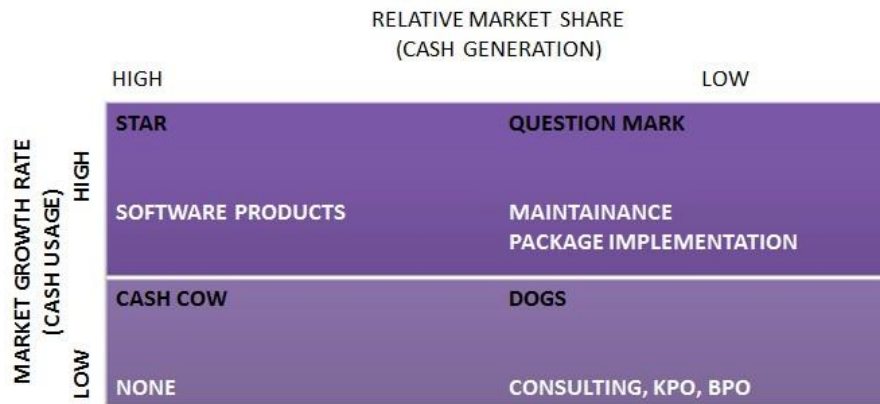 RELATIVE MARKET SHARE
(CASH GENERATION)
HIGH LOW
MARKET GROWTH RATE
(CASH USAGE)
HIGH
STAR QUESTION MARK
SOFTWARE PRODUCTS MAINTAINANCE
PACKAGE IMPLEMENTATION
LOW
CASH COW DOGS
NONE CONSULTING, KPO, BPO